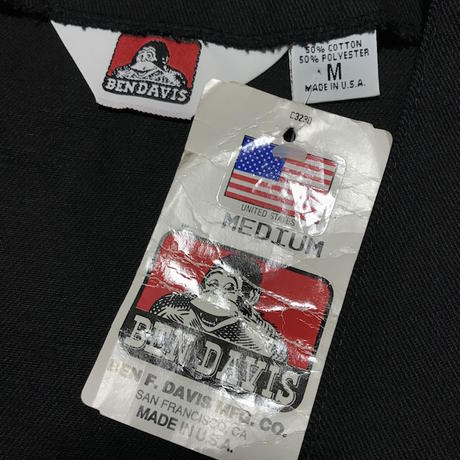 BEN DAVIS
50% COTTON
50% POLYESTER
M
MADE IN U.S.A.
C3230
UNITED STATES
MEDIUM
BEN DAVIS
BEN F. DAVIS MFG. CO.
SAN FRANCISCO, CA
MADE IN U.S.A.